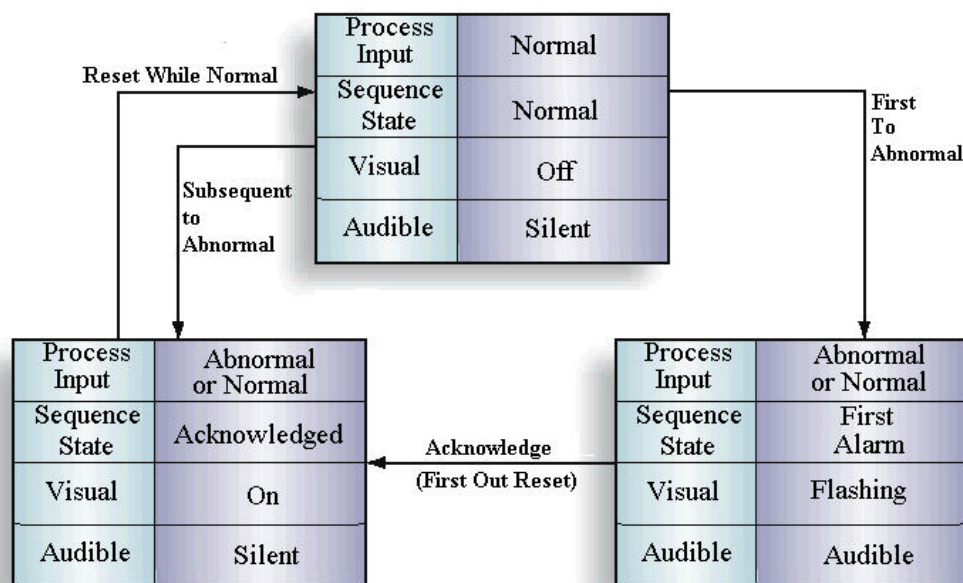 Process
Input
Normal
Sequence
State
Normal
Visual
Off
Audible
Silent
Reset While Normal
First
To
Abnormal
Subsequent
to
Abnormal
Process
Input
Abnormal
or Normal
Sequence
State
Acknowledged
Visual
On
Audible
Silent
Acknowledge
(First Out Reset)
Process
Input
Abnormal
or Normal
Sequence
State
First
Alarm
Visual
Flashing
Audible
Audible